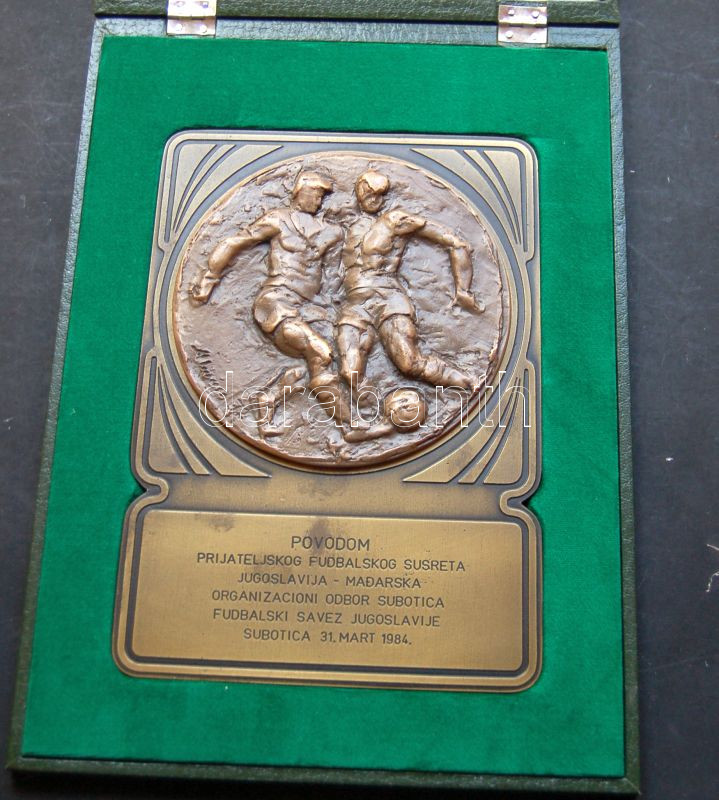 darabanth
POVODOM
PRIJATELJSKOG FUDBALSKOG SUSRETA
JUGOSLAVIJA - MAĐARSKA
ORGANIZACIONI ODBOR SUBOTICA
FUDBALSKI SAVEZ JUGOSLAVIJE
SUBOTICA 31. MART 1984.